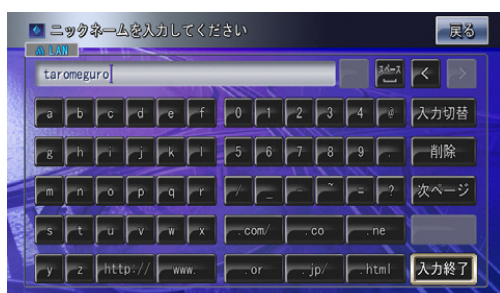 ニックネームを入力してください 戻る
LAN
taromeguro スペース < >
a b c d e f 0 1 2 3 4 @ 入力切替
g h i j k l 5 6 7 8 9 . 削除
m n o p q r / _ - ~ = ? 次ページ
s t u v w x .com/ .co .ne
y z http:// www. .or .jp/ .html 入力終了